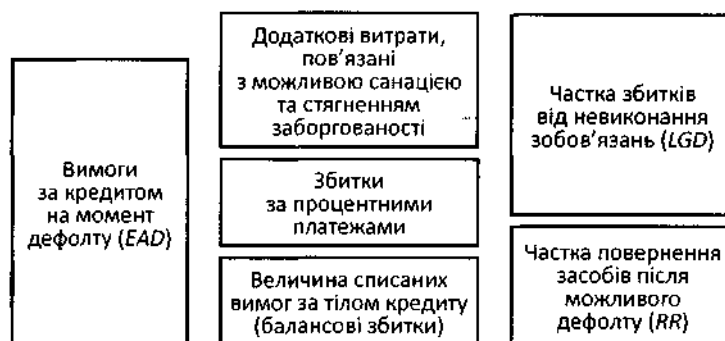 Вимоги
за кредитом
на момент
дефолту (EAD)
Додаткові витрати,
пов’язані
з можливою санацією
та стягненням
заборгованості
Збитки
за процентними
платежами
Величина списаних
вимог за тілом кредиту
(балансові збитки)
Частка збитків
від невиконання
зобов’язань (LGD)
Частка повернення
засобів після
можливого
дефолту (RR)